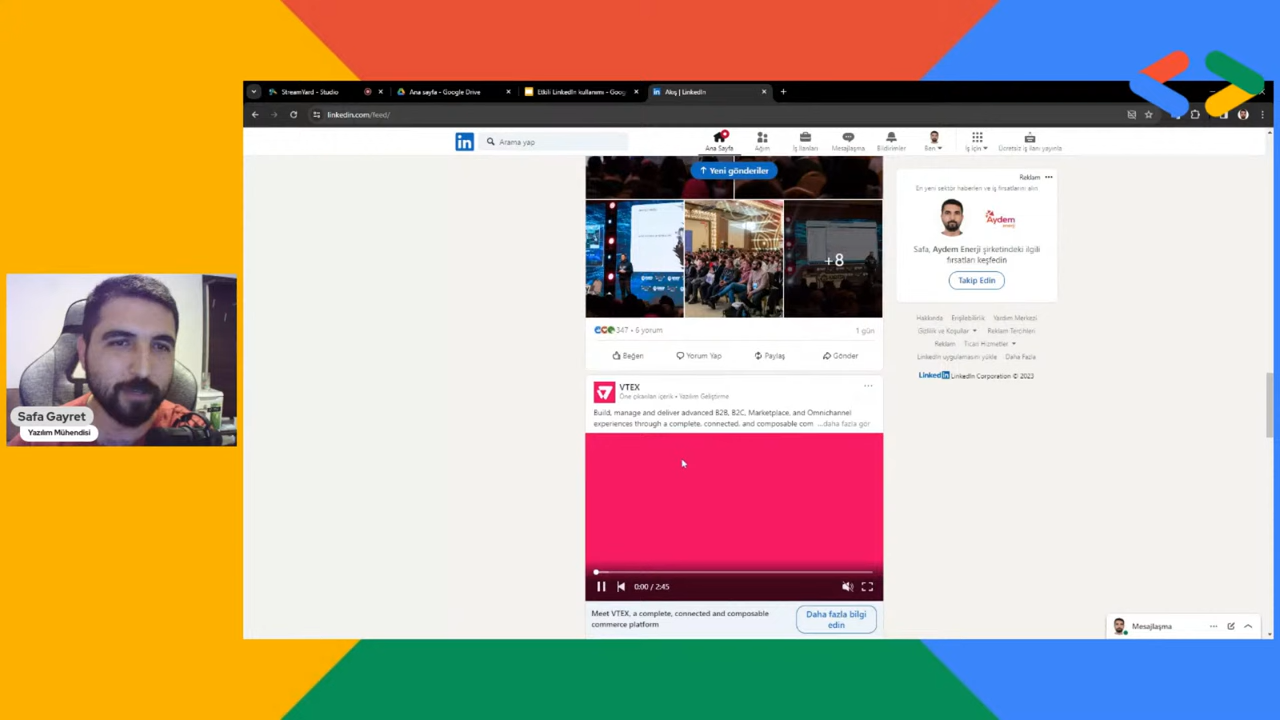 StreamYard - Studio
Ana sayfa - Google Drive
Etkili LinkedIn kullanımı - Goog
Akış | LinkedIn
linkedin.com/feed/
in
Arama yap
Ana Sayfa
Ağım
İş İlanları
Mesajlaşma
Bildirimler
Ben
İş için
Ücretsiz iş ilanı yayınla
Yeni gönderiler
+8
347 • 6 yorum
1 gün
Beğen
Yorum Yap
Paylaş
Gönder
VTEX
Öne çıkarılan içerik • Yazılım Geliştirme
Build, manage and deliver advanced B2B, B2C, Marketplace, and Omnichannel
experiences through a complete, connected, and composable com ...daha fazla gör
0:00 / 2:45
Meet VTEX, a complete, connected and composable
commerce platform
Daha fazla bilgi
edin
Reklam
En yeni sektör haberleri ve iş fırsatlarını alın
Aydem
Safa, Aydem Enerji şirketindeki ilgili
fırsatları keşfedin
Takip Edin
Hakkında Erişilebilirlik Yardım Merkezi
Gizlilik ve Koşullar Reklam Tercihleri
Reklam Ticari Hizmetler
LinkedIn uygulamasını yükle Daha Fazla
LinkedIn LinkedIn Corporation © 2023
Mesajlaşma
Safa Gayret
Yazılım Mühendisi